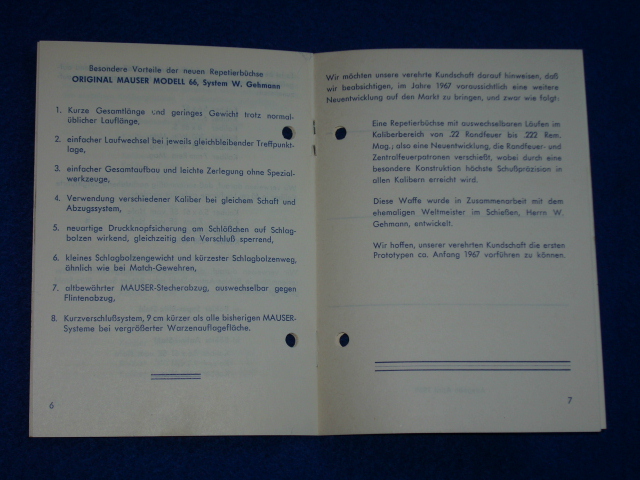 Besondere Vorteile der neuen Repetierbüchse
ORIGINAL MAUSER MODELL 66, System W. Gehmann
1. Kurze Gesamtlänge und geringes Gewicht trotz normal-
üblicher Lauflänge.
2. einfacher Laufwechsel bei jeweils gleichbleibender Treffpunkt-
lage,
3. einfacher Gesamtaufbau und leichte Zerlegung ohne Spezial-
werkzeuge,
4. Verwendung verschiedener Kaliber bei gleichem Schaft und
Abzugssystem,
5. neuartige Druckknopfsicherung am Schlößchen auf Schlag-
bolzen wirkend, gleichzeitig den Verschluß sperrend,
6. kleines Schlagbolzengewicht und kürzester Schlagbolzenweg,
ähnlich wie bei Match-Gewehren,
7. altbewährter MAUSER-Stecherabzug, auswechselbar gegen
Flintenabzug,
8. Kurzverschlußsystem, 9 cm kürzer als alle bisherigen MAUSER-
Systeme bei vergrößerter Warzenauflagefläche.
6
Wir möchten unsere verehrte Kundschaft darauf hinweisen, daß
wir beabsichtigen, im Jahre 1967 voraussichtlich eine weitere
Neuentwicklung auf den Markt zu bringen, und zwar wie folgt:
Eine Repetierbüchse mit auswechselbaren Läufen im
Kaliberbereich von .22 Randfeuer bis .222 Rem.
Mag.; also eine Neuentwicklung, die Randfeuer- und
Zentralfeuerpatronen verschießt, wobei durch eine
besondere Konstruktion höchste Schußpräzision in
allen Kalibern erreicht wird.
Diese Waffe wurde in Zusammenarbeit mit dem
ehemaligen Weltmeister im Schießen, Herrn W.
Gehmann, entwickelt.
Wir hoffen, unserer verehrten Kundschaft die ersten
Prototypen ca. Anfang 1967 vorführen zu können.
7